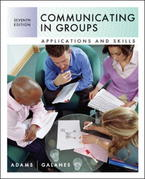 SEVENTH EDITION
COMMUNICATING
IN GROUPS
APPLICATIONS AND SKILLS
ADAMS GALANES